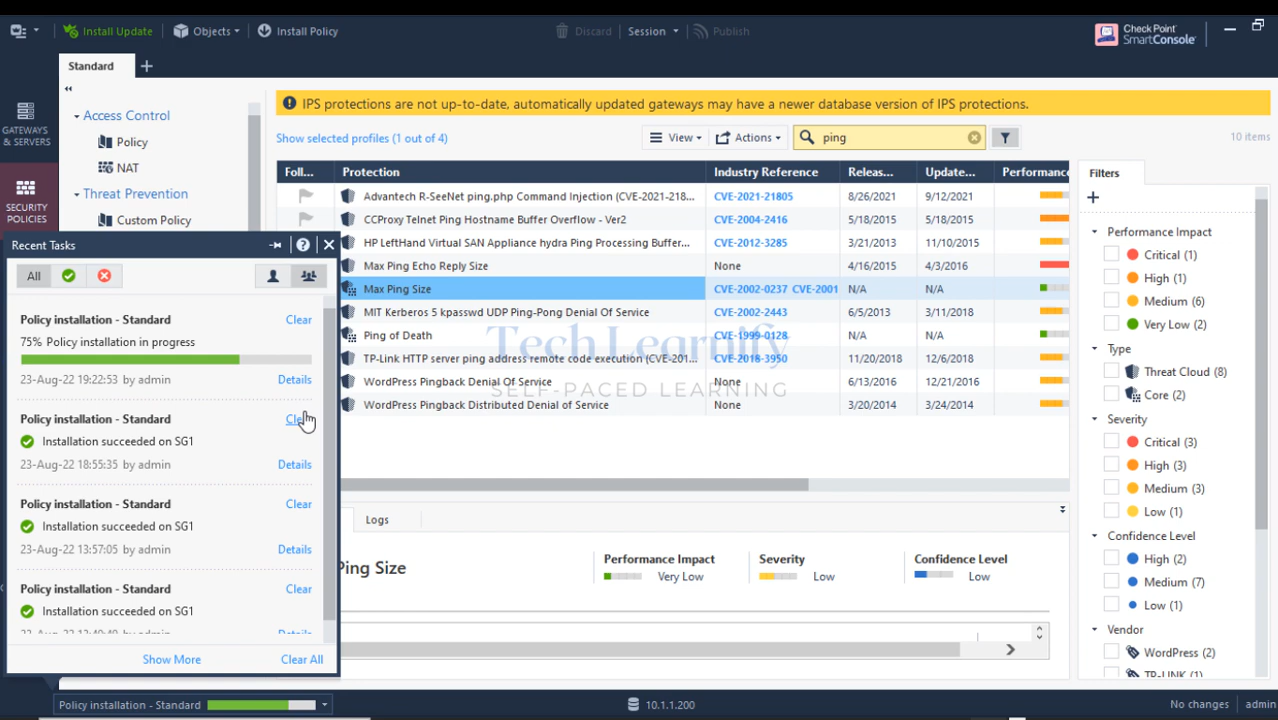 Install Update
Objects
Install Policy
Discard
Session
Publish
Check Point
SmartConsole
Standard
GATEWAYS
& SERVERS
SECURITY
POLICIES
Access Control
Policy
NAT
Threat Prevention
Custom Policy
IPS protections are not up-to-date, automatically updated gateways may have a newer database version of IPS protections.
Show selected profiles (1 out of 4)
View
Actions
ping
10 items
Foll... Protection Industry Reference Releas... Update... Performance
Advantech R-SeeNet ping.php Command Injection (CVE-2021-218... CVE-2021-21805 8/26/2021 9/12/2021
CCProxy Telnet Ping Hostname Buffer Overflow - Ver2 CVE-2004-2416 5/18/2015 5/18/2015
HP LeftHand Virtual SAN Appliance hydra Ping Processing Buffer... CVE-2012-3285 3/21/2013 11/10/2015
Max Ping Echo Reply Size None 4/16/2015 4/3/2016
Max Ping Size CVE-2002-0237 CVE-2001 N/A N/A
MIT Kerberos 5 kpasswd UDP Ping-Pong Denial Of Service CVE-2002-2443 6/5/2013 3/11/2018
Ping of Death CVE-1999-0128 N/A N/A
TP-Link HTTP server ping address remote code execution (CVE-201... CVE-2018-3950 11/20/2018 12/6/2018
WordPress Pingback Denial Of Service None 6/13/2016 12/21/2016
WordPress Pingback Distributed Denial of Service None 3/20/2014 3/24/2014
Tech Learnify
SELF-PACED LEARNING
Filters
Performance Impact
Critical (1)
High (1)
Medium (6)
Very Low (2)
Type
Threat Cloud (8)
Core (2)
Severity
Critical (3)
High (3)
Medium (3)
Low (1)
Confidence Level
High (2)
Medium (7)
Low (1)
Vendor
WordPress (2)
TP-LINK (1)
Recent Tasks
All
Policy installation - Standard Clear
75% Policy installation in progress
23-Aug-22 19:22:53 by admin Details
Policy installation - Standard
Installation succeeded on SG1
23-Aug-22 18:55:35 by admin Details
Policy installation - Standard Clear
Installation succeeded on SG1
23-Aug-22 13:57:05 by admin Details
Policy installation - Standard Clear
Installation succeeded on SG1
by admin Details
Show More
Clear All
Logs
Ping Size
Performance Impact
Very Low
Severity
Low
Confidence Level
Low
Policy installation - Standard
10.1.1.200
No changes
admin